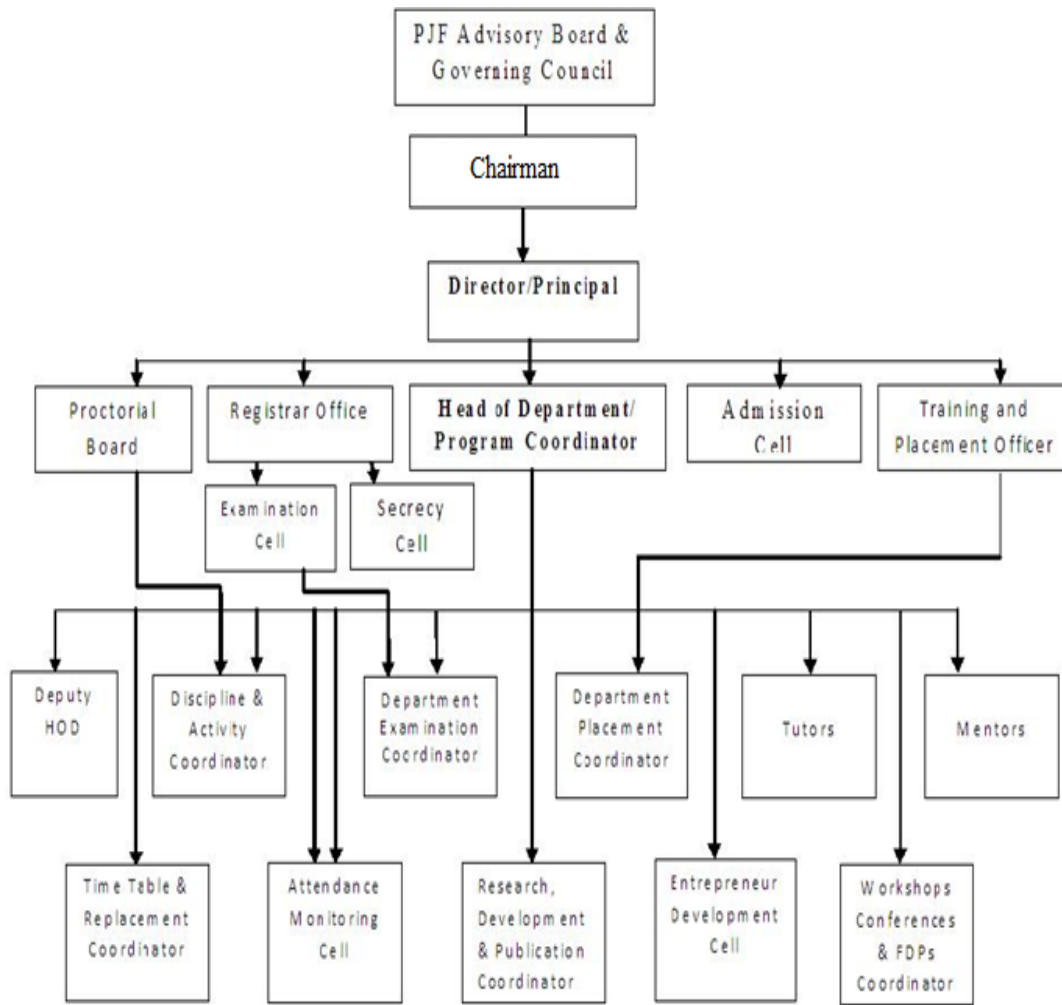 PJF Advisory Board &
Governing Council
Chairman
Director/Principal
Proctorial
Board
Registrar Office
Head of Department/
Program Coordinator
Admission
Cell
Training and
Placement Officer
Examination
Cell
Secrecy
Cell
Deputy
HOD
Discipline &
Activity
Coordinator
Department
Examination
Coordinator
Department
Placement
Coordinator
Tutors
Mentors
Time Table &
Replacement
Coordinator
Attendance
Monitoring
Cell
Research,
Development
& Publication
Coordinator
Entrepreneur
Development
Cell
Workshops
Conferences
& FDPs
Coordinator